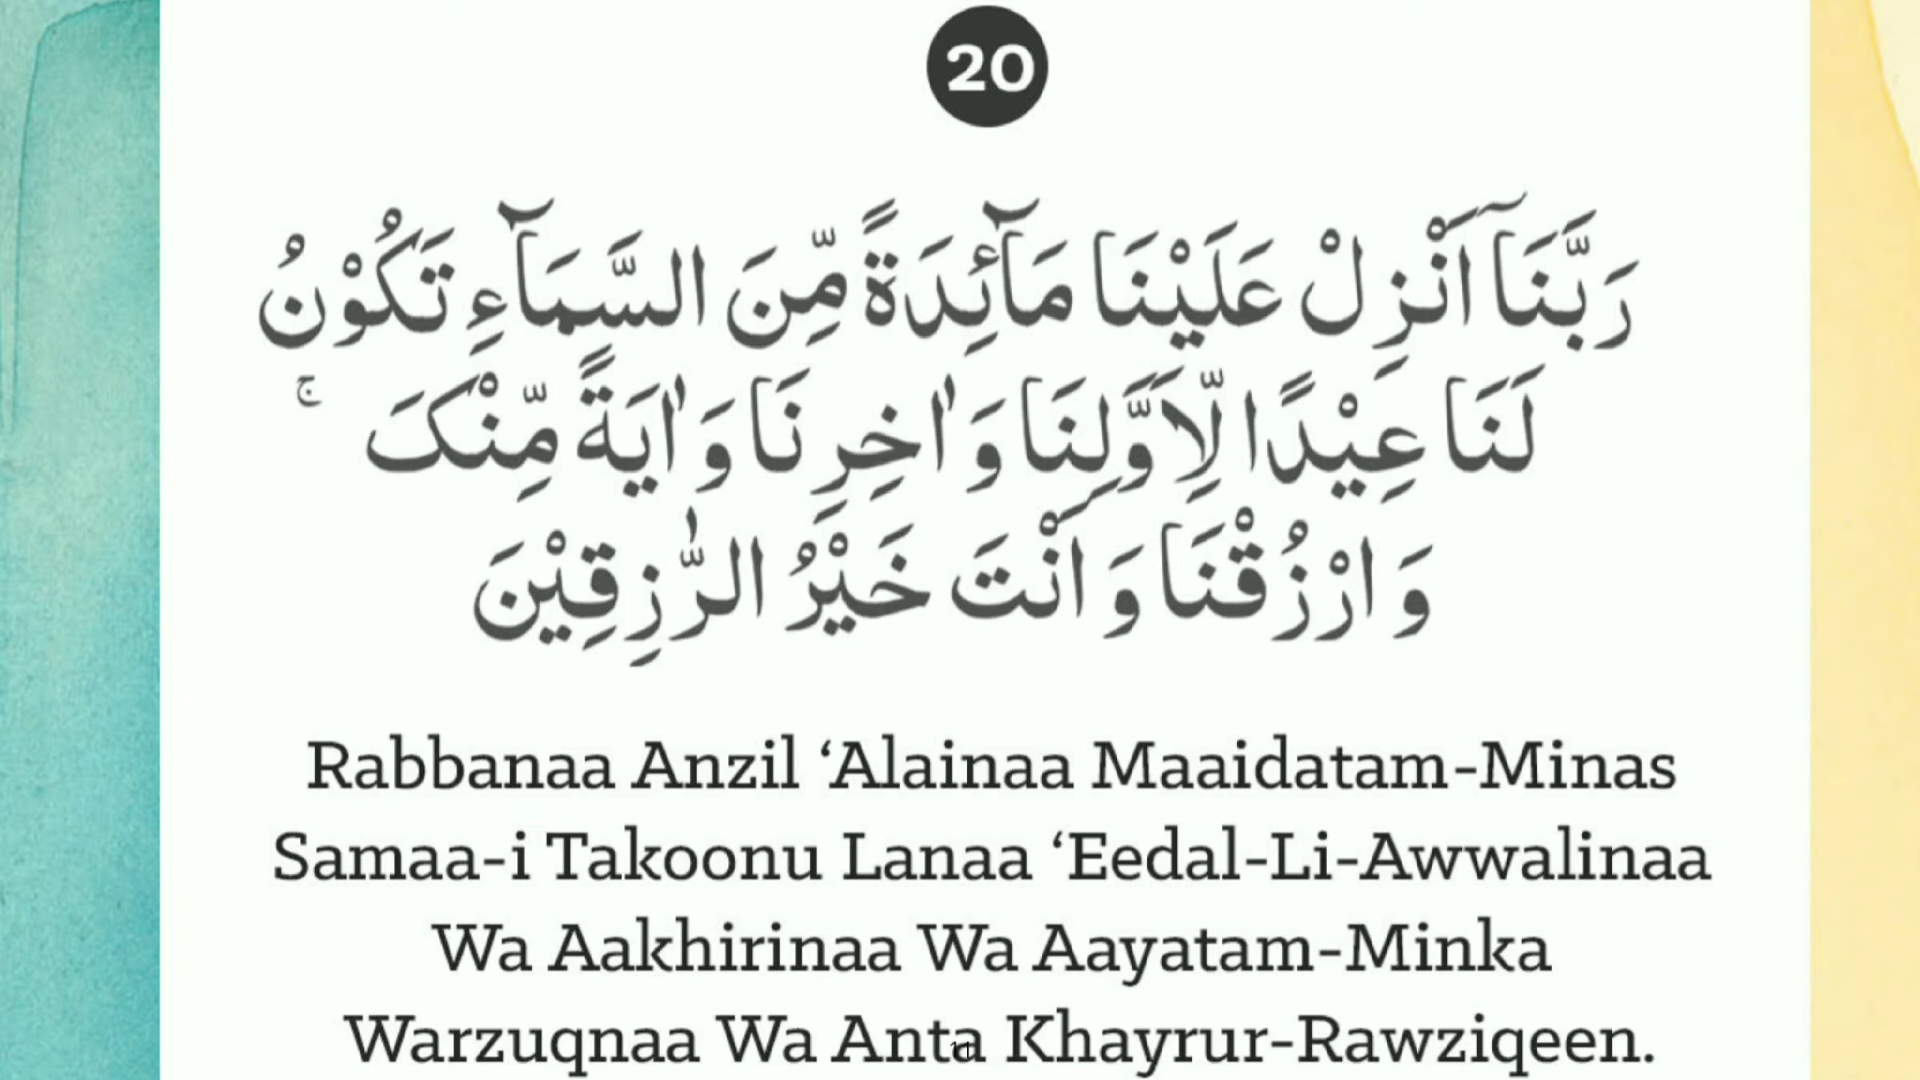 20
رَبَّنَاۤ اَنْزِلْ عَلَيْنَا مَآئِدَةً مِّنَ السَّمَآءِ تَكُوْنُ
لَنَا عِيْدًا لِّاَوَّلِنَا وَ اٰخِرِنَا وَ اٰيَةً مِّنْکَ ۚ
وَ ارْزُقْنَا وَ اَنْتَ خَيْرُ الرّٰزِقِيْنَ
Rabbanaa Anzil ‘Alainaa Maaidatam-Minas
Samaa-i Takoonu Lanaa ‘Eedal-Li-Awwalinaa
Wa Aakhirinaa Wa Aayatam-Minka
Warzuqnaa Wa Anta Khayrur-Rawziqeen.